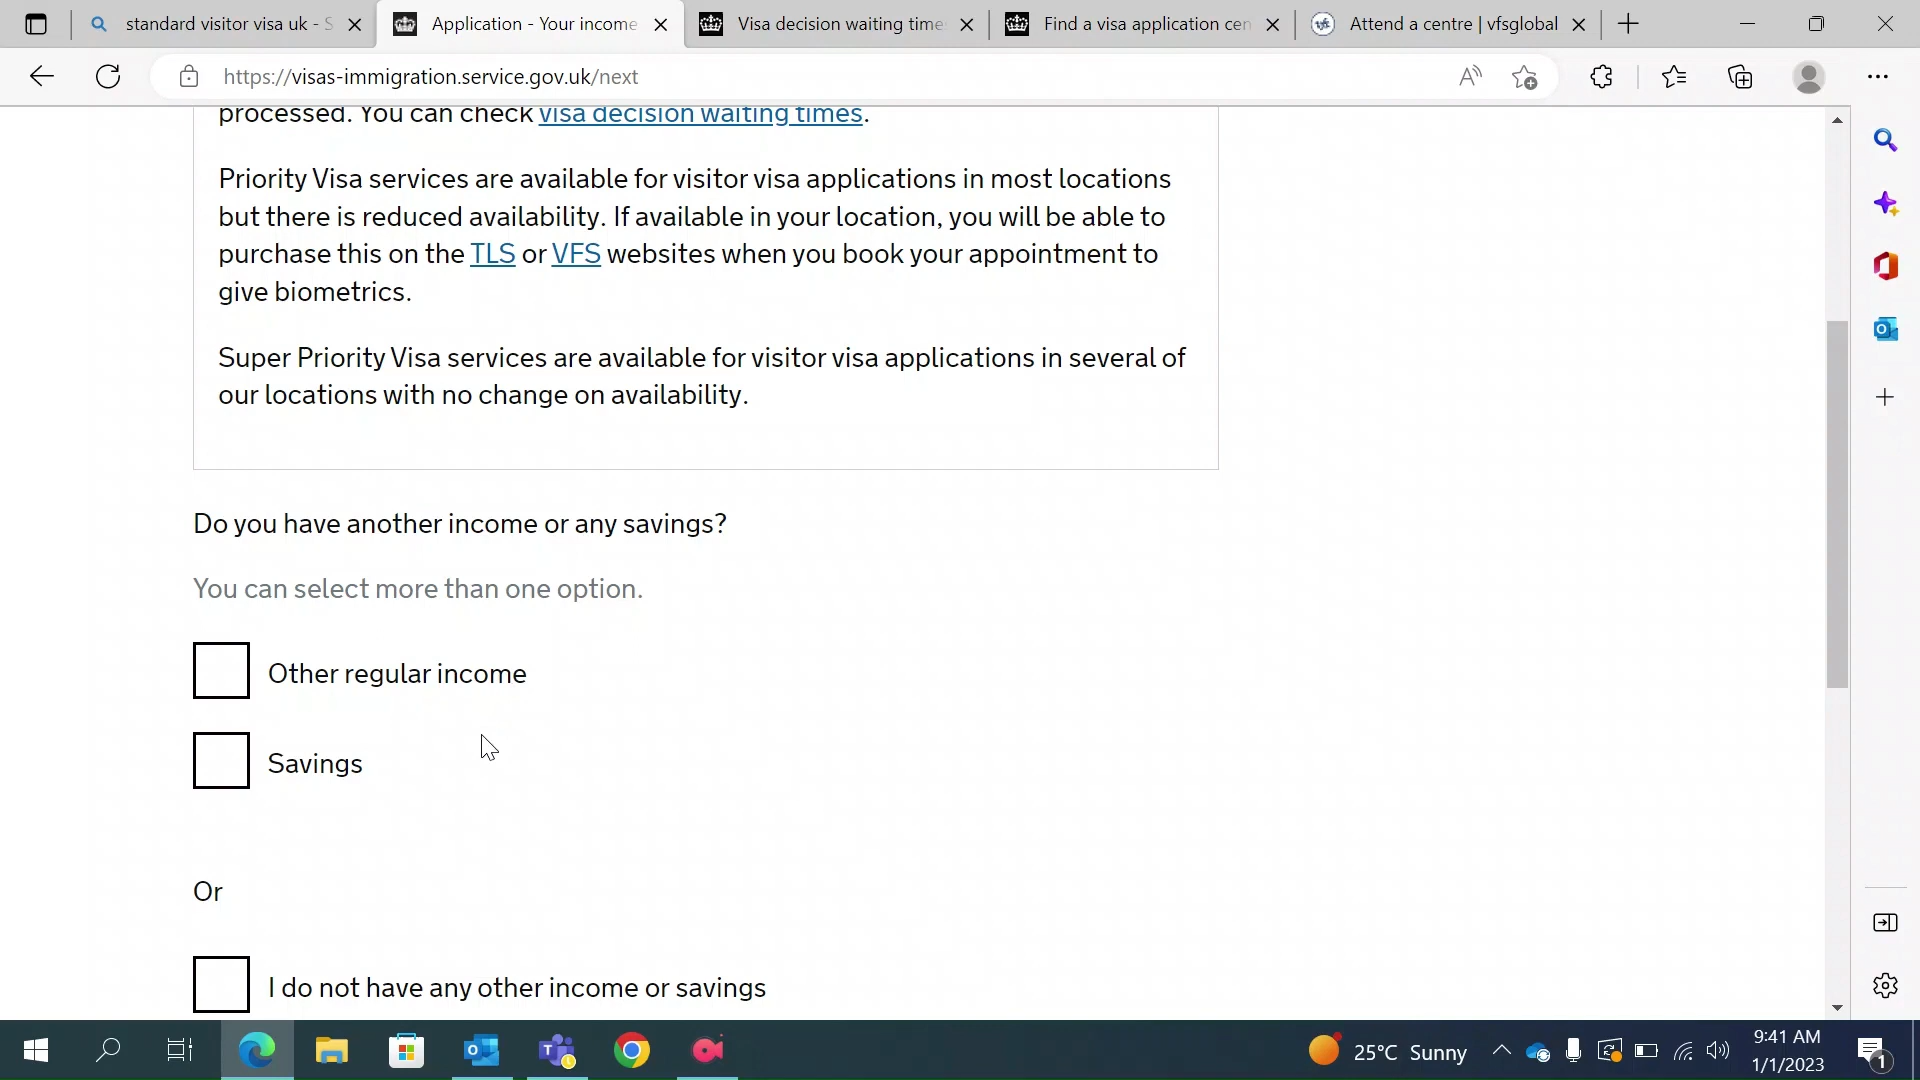 standard visitor visa uk - S
Application - Your income
Visa decision waiting time
Find a visa application cen
Attend a centre | vfsglobal
https://visas-immigration.service.gov.uk/next
processed. You can check visa decision waiting times.
Priority Visa services are available for visitor visa applications in most locations
but there is reduced availability. If available in your location, you will be able to
purchase this on the TLS or VFS websites when you book your appointment to
give biometrics.
Super Priority Visa services are available for visitor visa applications in several of
our locations with no change on availability.
Do you have another income or any savings?
You can select more than one option.
Other regular income
Savings
Or
I do not have any other income or savings
25°C Sunny
9:41 AM
1/1/2023
1